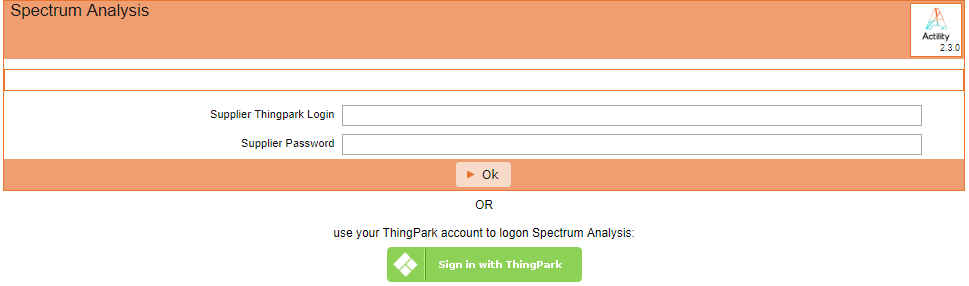 Spectrum Analysis
Actility
2.3.0
Supplier Thingpark Login
Supplier Password
Ok
OR
use your ThingPark account to logon Spectrum Analysis:
Sign in with ThingPark